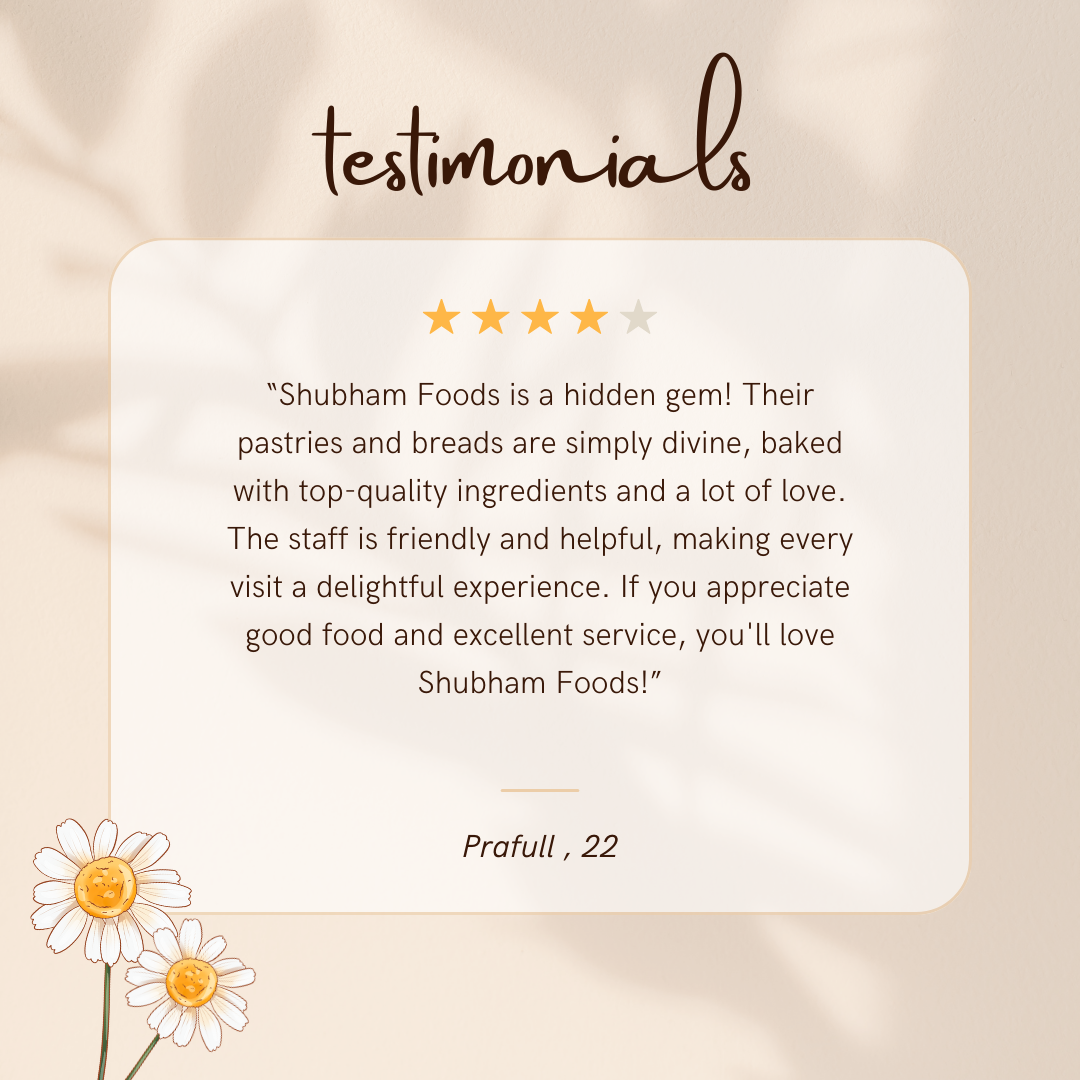 testimonials
“Shubham Foods is a hidden gem! Their
pastries and breads are simply divine, baked
with top-quality ingredients and a lot of love.
The staff is friendly and helpful, making every
visit a delightful experience. If you appreciate
good food and excellent service, you'll love
Shubham Foods!”
Prafull , 22